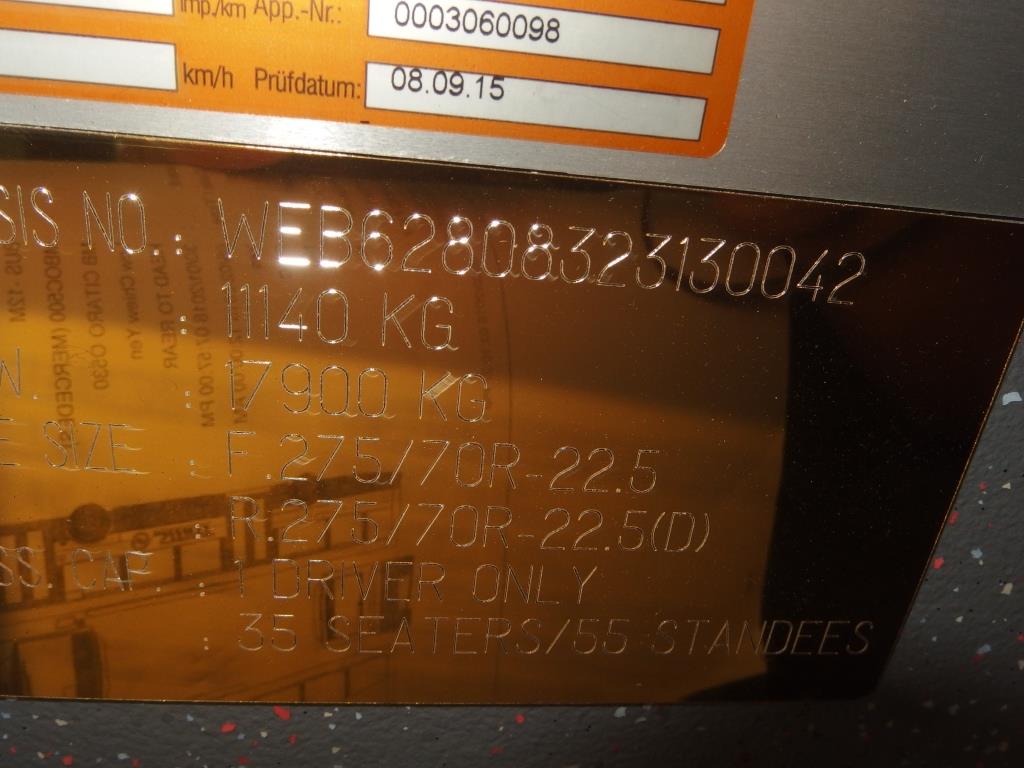 imp./km App.-Nr.: 0003060098
km/h Prüfdatum: 08.09.15
SIS NO. : WEB62808323130042
: 11140 KG
N. : 17900 KG
E SIZE : F.275/70R-22.5
: R.275/70R-22.5(D)
SS. CAP. : 1 DRIVER ONLY
: 35 SEATERS/55 STANDEES